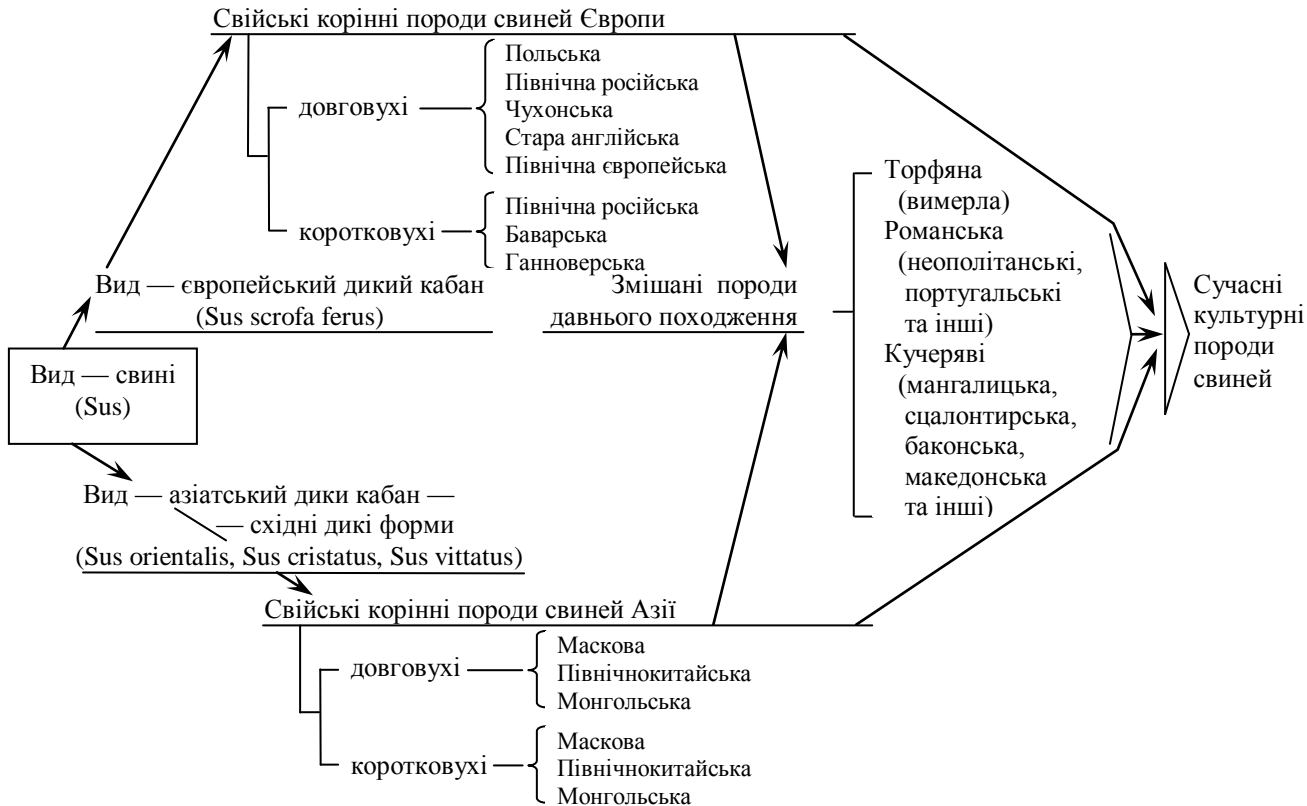 Свійські корінні породи свиней Європи
довговухі
Польська
Північна російська
Чухонська
Стара англійська
Північна європейська
коротковухі
Північна російська
Баварська
Ганноверська
Вид — європейський дикий кабан
(Sus scrofa ferus)
Змішані породи
давнього походження
Торфяна
(вимерла)
Романська
(неополітанські,
португальські
та інші)
Кучеряві
(мангалицька,
сцалонтирська,
баконська,
македонська
та інші)
Сучасні
культурні
породи
свиней
Вид — свині
(Sus)
Вид — азіатський дики кабан —
— східні дикі форми
(Sus orientalis, Sus cristatus, Sus vittatus)
Свійські корінні породи свиней Азії
довговухі
Маскова
Північнокитайська
Монгольська
коротковухі
Маскова
Північнокитайська
Монгольська